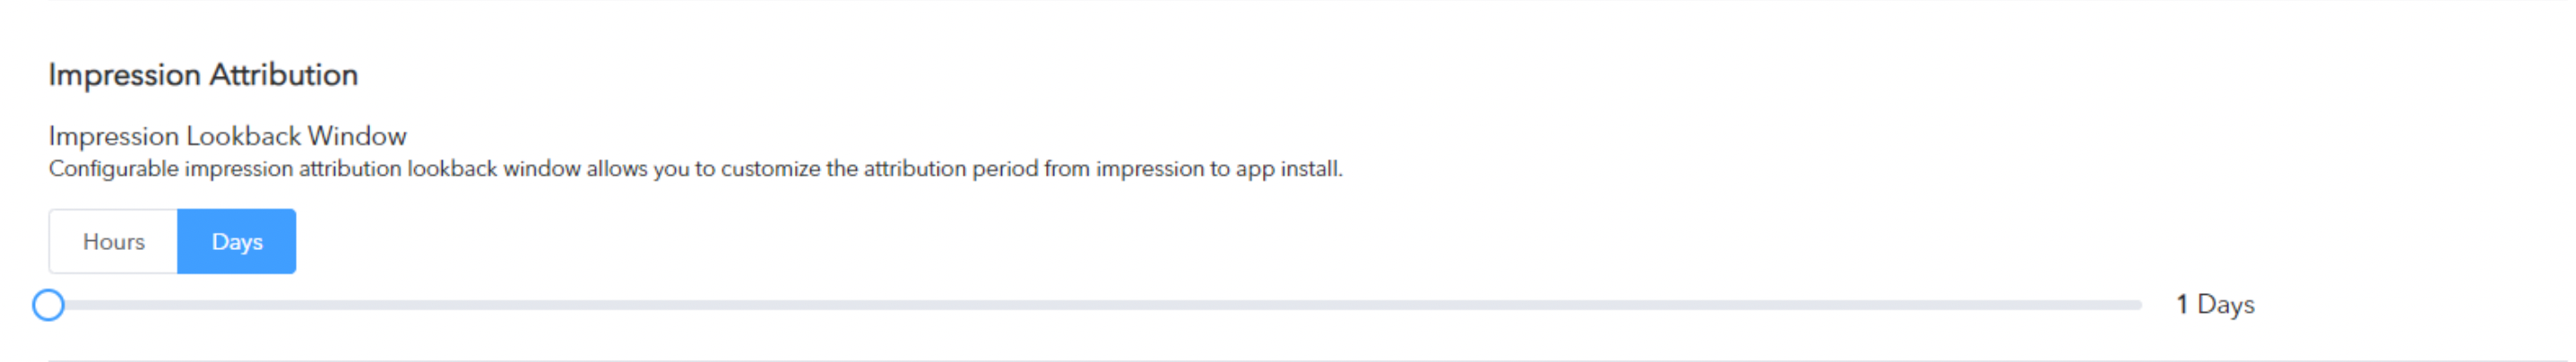 Impression Attribution
Impression Lookback Window
Configurable impression attribution lookback window allows you to customize the attribution period from impression to app install.
Hours Days
1 Days